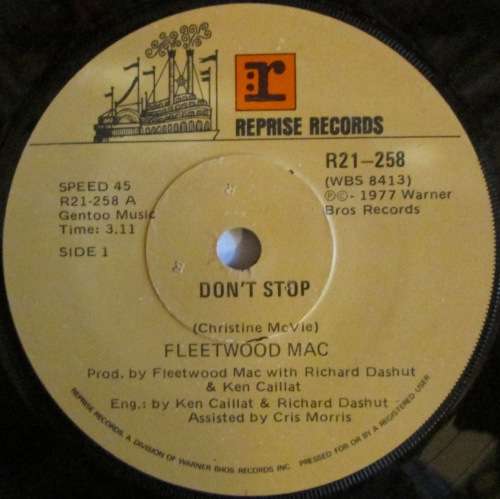 r
REPRISE RECORDS
R21-258
(WBS 8413)
ⓅⒸ-1977 Warner
Bros Records
SPEED 45
R21-258 A
Gentoo Music
Time: 3.11
SIDE 1
DON'T STOP
(Christine McVie)
FLEETWOOD MAC
Prod. by Fleetwood Mac with Richard Dashut
& Ken Caillat
Eng.: by Ken Caillat & Richard Dashut
Assisted by Cris Morris
REPRISE RECORDS A DIVISION OF WARNER BROS RECORDS INC. PRESSED FOR OR BY A REGISTERED USER